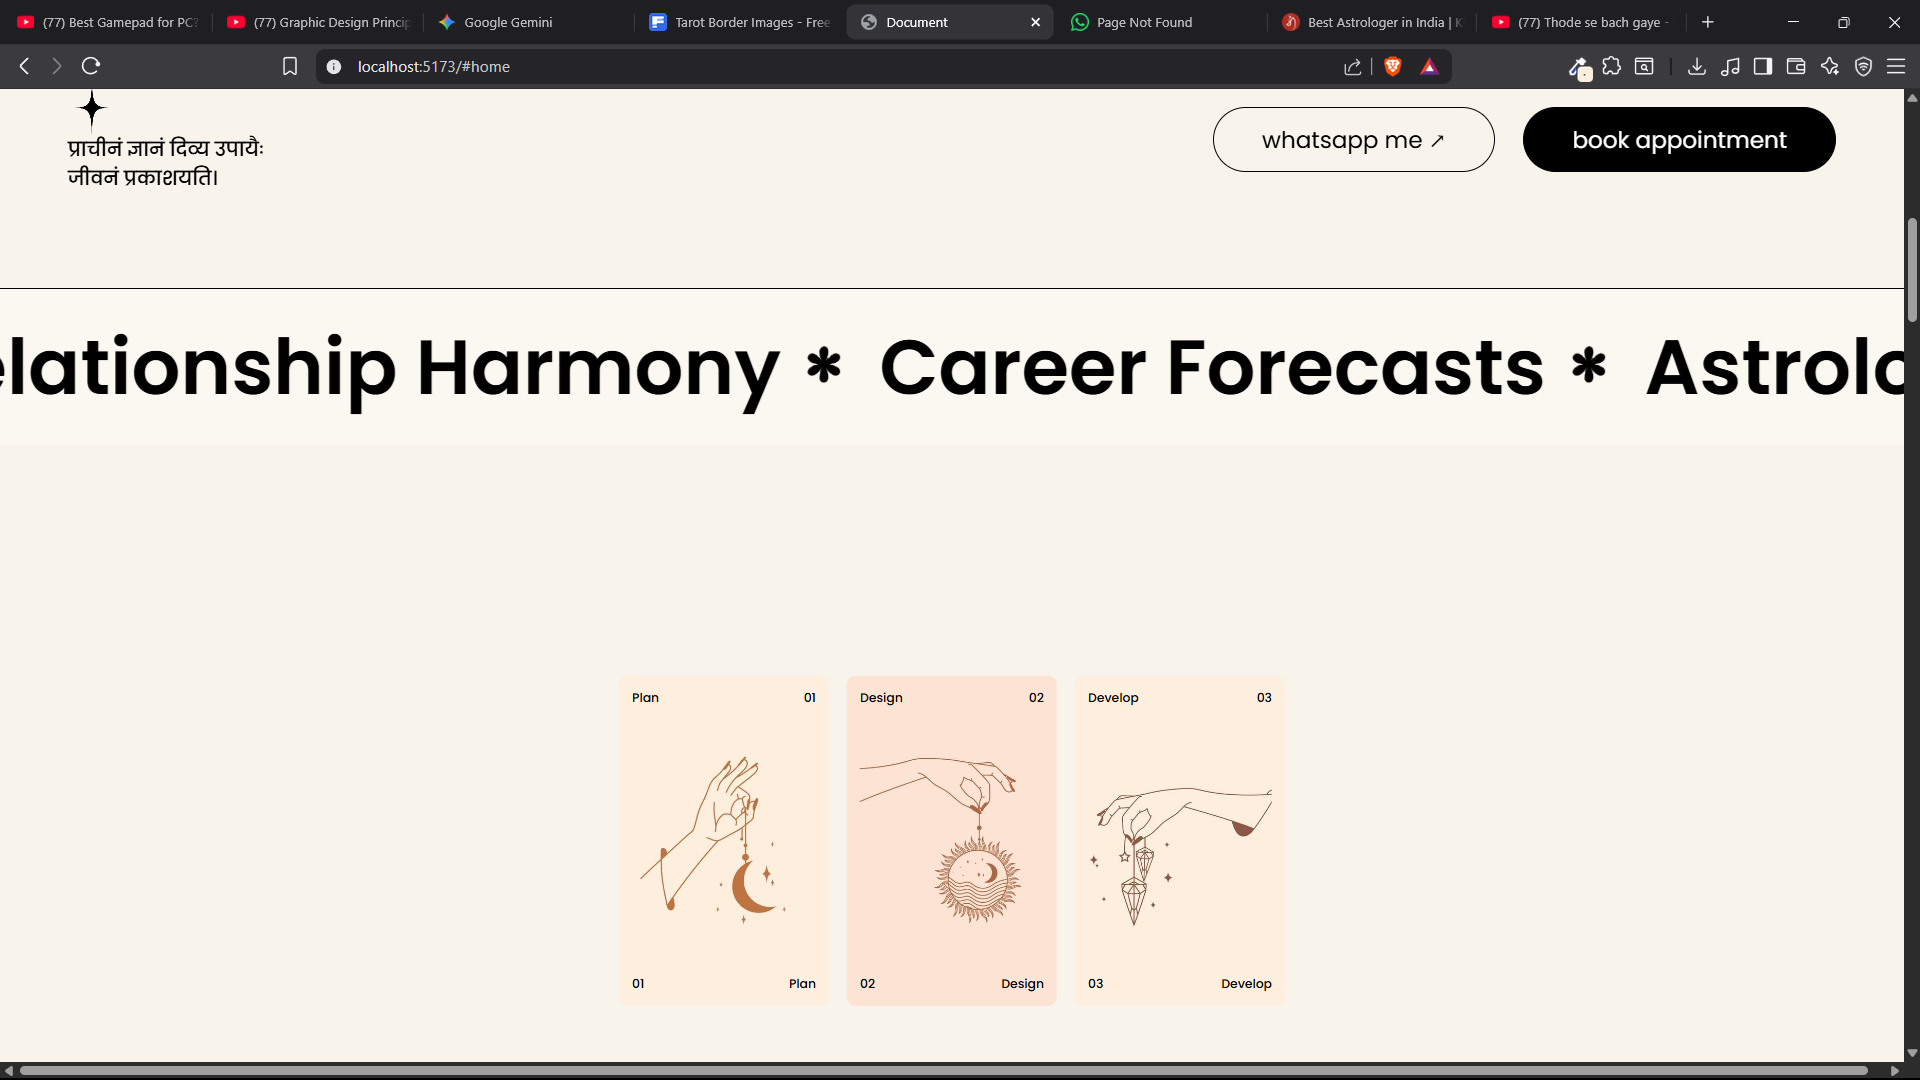 (77) Best Gamepad for PC?
(77) Graphic Design Princip
Google Gemini
Tarot Border Images - Free
Document
Page Not Found
Best Astrologer in India | K
(77) Thode se bach gaye -
localhost:5173/#home
प्राचीनं ज्ञानं दिव्य उपायैः
जीवनं प्रकाशयति।
whatsapp me ↗
book appointment
elationship Harmony * Career Forecasts * Astrolo
Plan 01
Design 02
Develop 03
01 Plan
02 Design
03 Develop